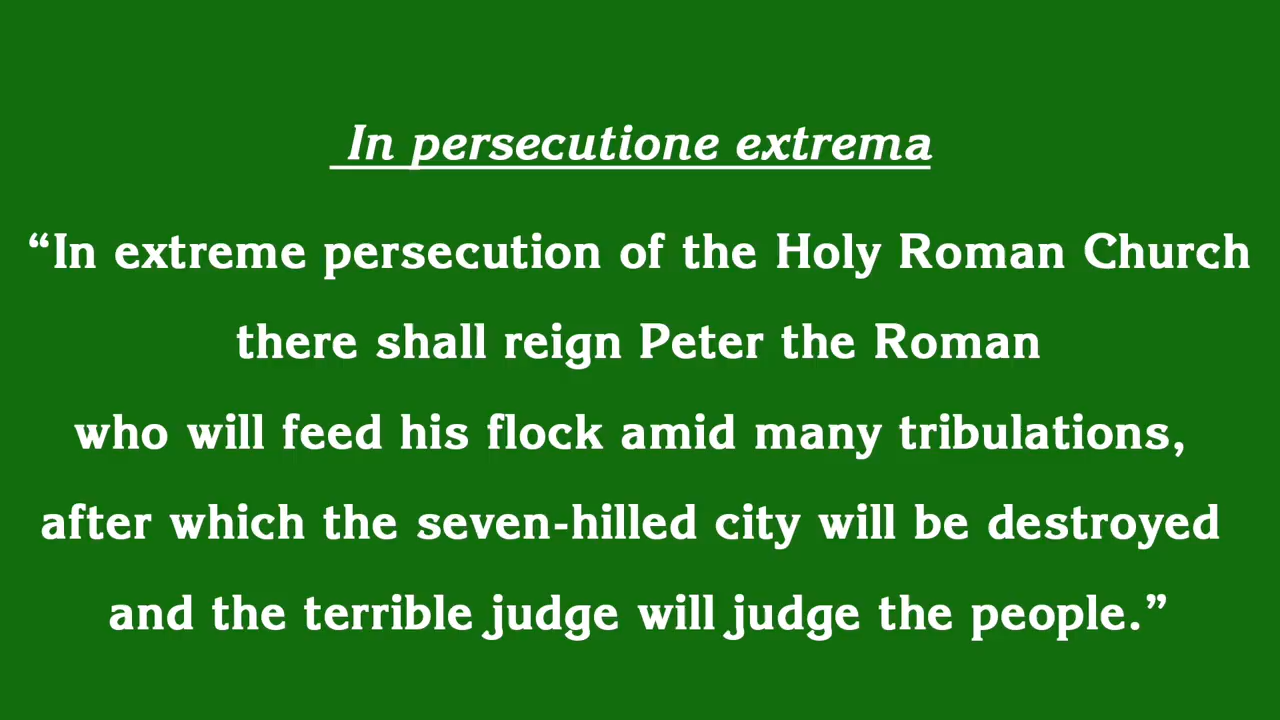 In persecutione extrema
“In extreme persecution of the Holy Roman Church
there shall reign Peter the Roman
who will feed his flock amid many tribulations,
after which the seven-hilled city will be destroyed
and the terrible judge will judge the people.”